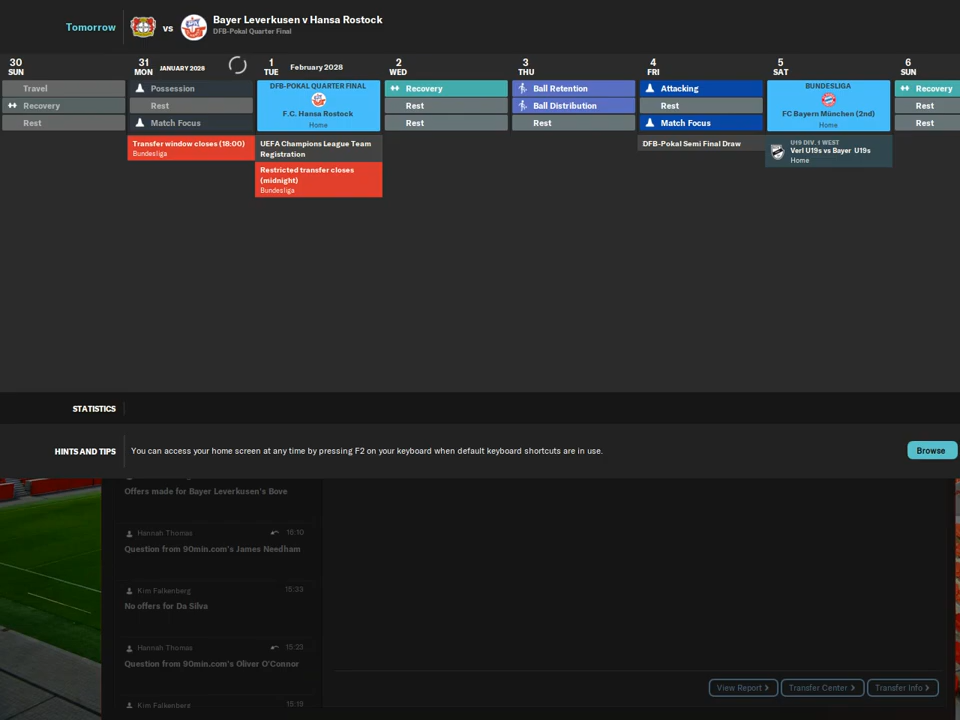 Tomorrow
vs
Bayer Leverkusen v Hansa Rostock
DFB-Pokal Quarter Final
30
SUN
31
MON JANUARY 2028
1
TUE February 2028
2
WED
3
THU
4
FRI
5
SAT
6
SUN
Travel
Recovery
Rest
Possession
Rest
Match Focus
DFB-POKAL QUARTER FINAL
F.C. Hansa Rostock
Home
Recovery
Rest
Rest
Ball Retention
Ball Distribution
Rest
Attacking
Rest
Match Focus
BUNDESLIGA
FC Bayern München (2nd)
Home
Recovery
Rest
Rest
Transfer window closes (18:00)
Bundesliga
UEFA Champions League Team
Registration
Restricted transfer closes
(midnight)
Bundesliga
DFB-Pokal Semi Final Draw
U19 DIV. 1 WEST
Verl U19s vs Bayer U19s
Home
STATISTICS
HINTS AND TIPS
You can access your home screen at any time by pressing F2 on your keyboard when default keyboard shortcuts are in use.
Browse
Offers made for Bayer Leverkusen's Bove
Hannah Thomas 16:10
Question from 90min.com's James Needham
Kim Falkenberg 15:33
No offers for Da Silva
Hannah Thomas 15:23
Question from 90min.com's Oliver O'Connor
Kim Falkenberg 15:19
View Report
Transfer Center
Transfer Info